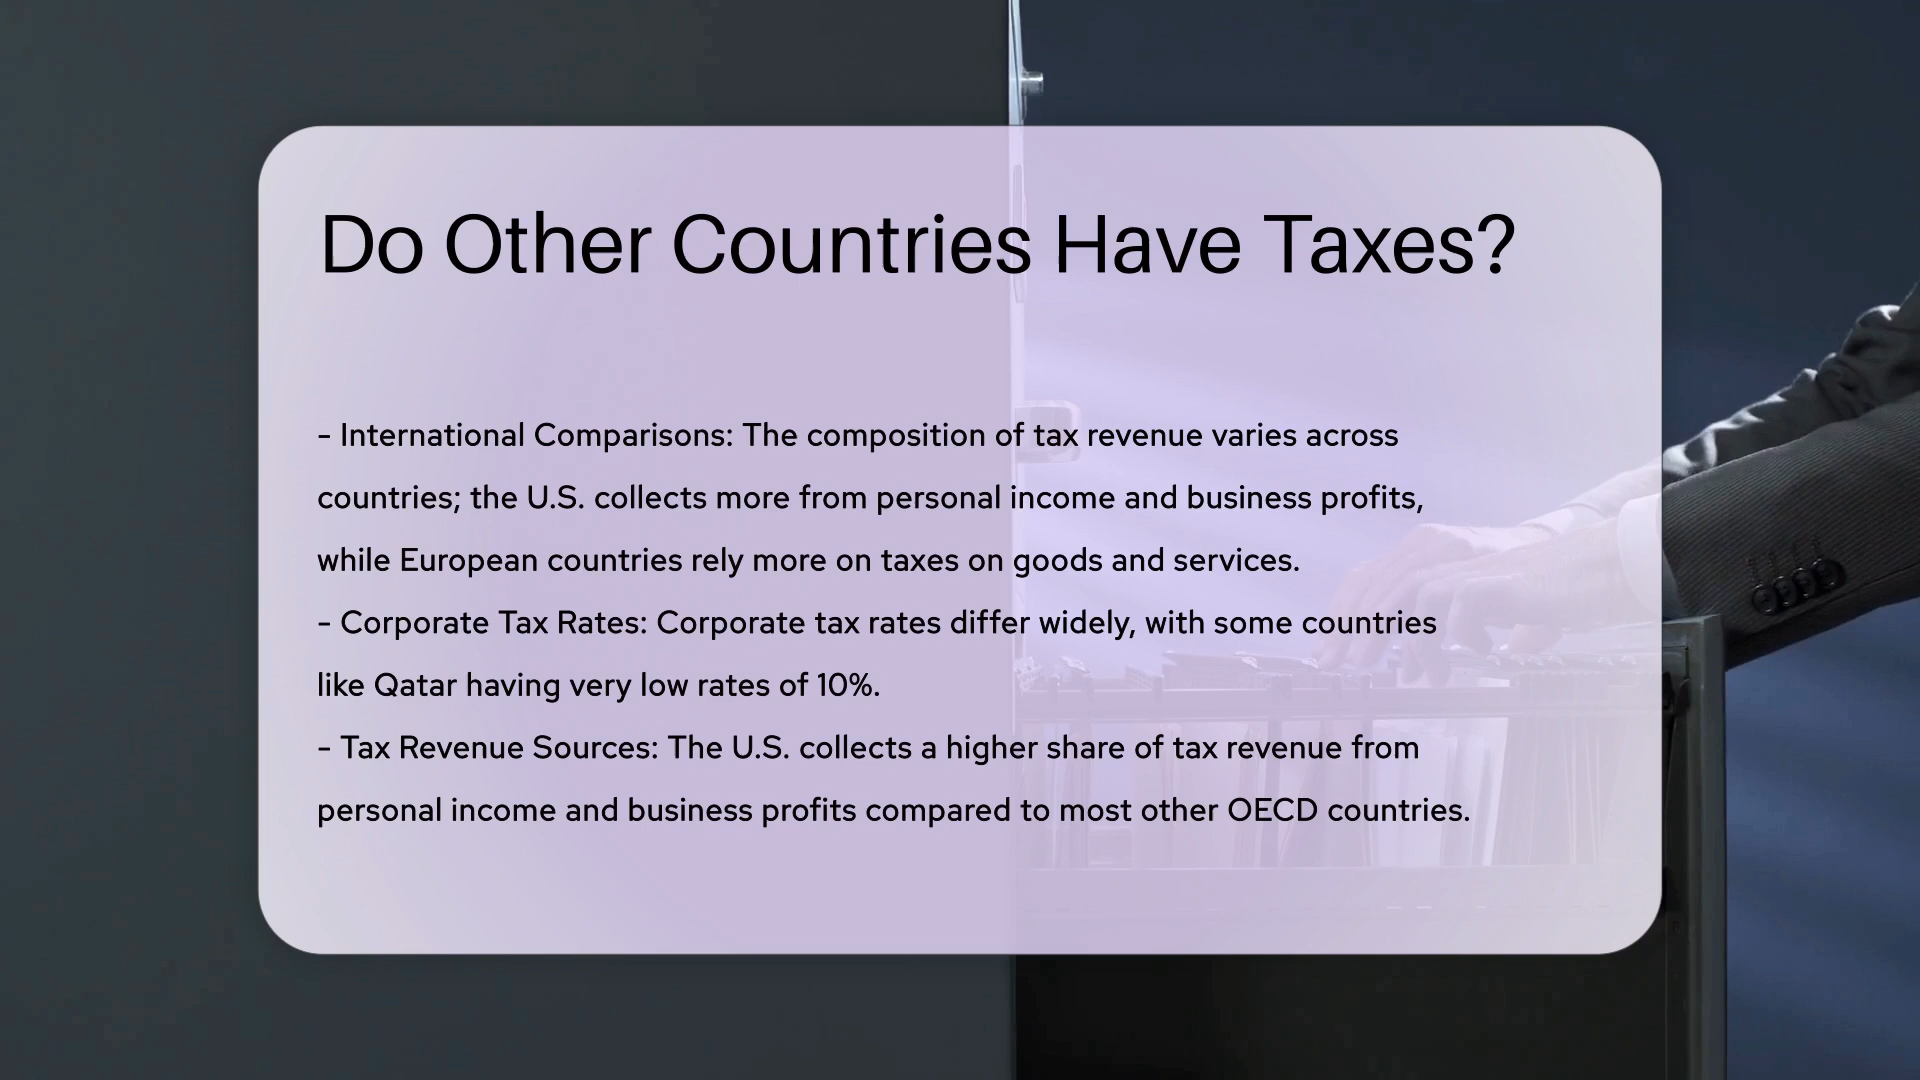 Do Other Countries Have Taxes?
- International Comparisons: The composition of tax revenue varies across
countries; the U.S. collects more from personal income and business profits,
while European countries rely more on taxes on goods and services.
- Corporate Tax Rates: Corporate tax rates differ widely, with some countries
like Qatar having very low rates of 10%.
- Tax Revenue Sources: The U.S. collects a higher share of tax revenue from
personal income and business profits compared to most other OECD countries.